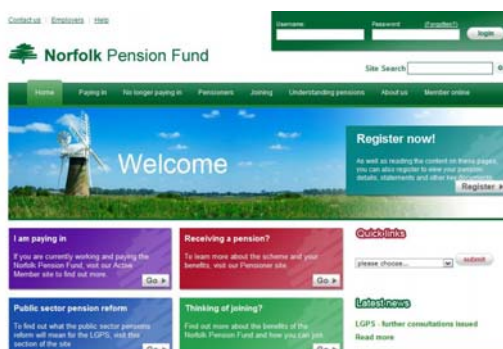 Contact us | Employers | Help
Username: Password: (Forgotten?)
login
Norfolk Pension Fund
Site Search
Home Paying in No longer paying in Pensioners Joining Understanding pensions About us Member online
Welcome
Register now!
As well as reading the content on these pages
you can also register to view your pension
details, statements and other key documents
Register
I am paying in
If you are currently working and paying the
Norfolk Pension Fund, visit our Active
Member site to find out more.
Go
Receiving a pension?
To learn more about the scheme and your
benefits, visit our Pensioner site.
Go
Quick links
please choose...
submit
Public sector pension reform
To find out what the public sector pensions
reform will mean for the LGPS, visit this
section of the site
Go
Thinking of joining?
Find out more about the benefits of the
Norfolk Pension Fund and how you can join
Go
Latest news
LGPS - further consultations issued
Read more